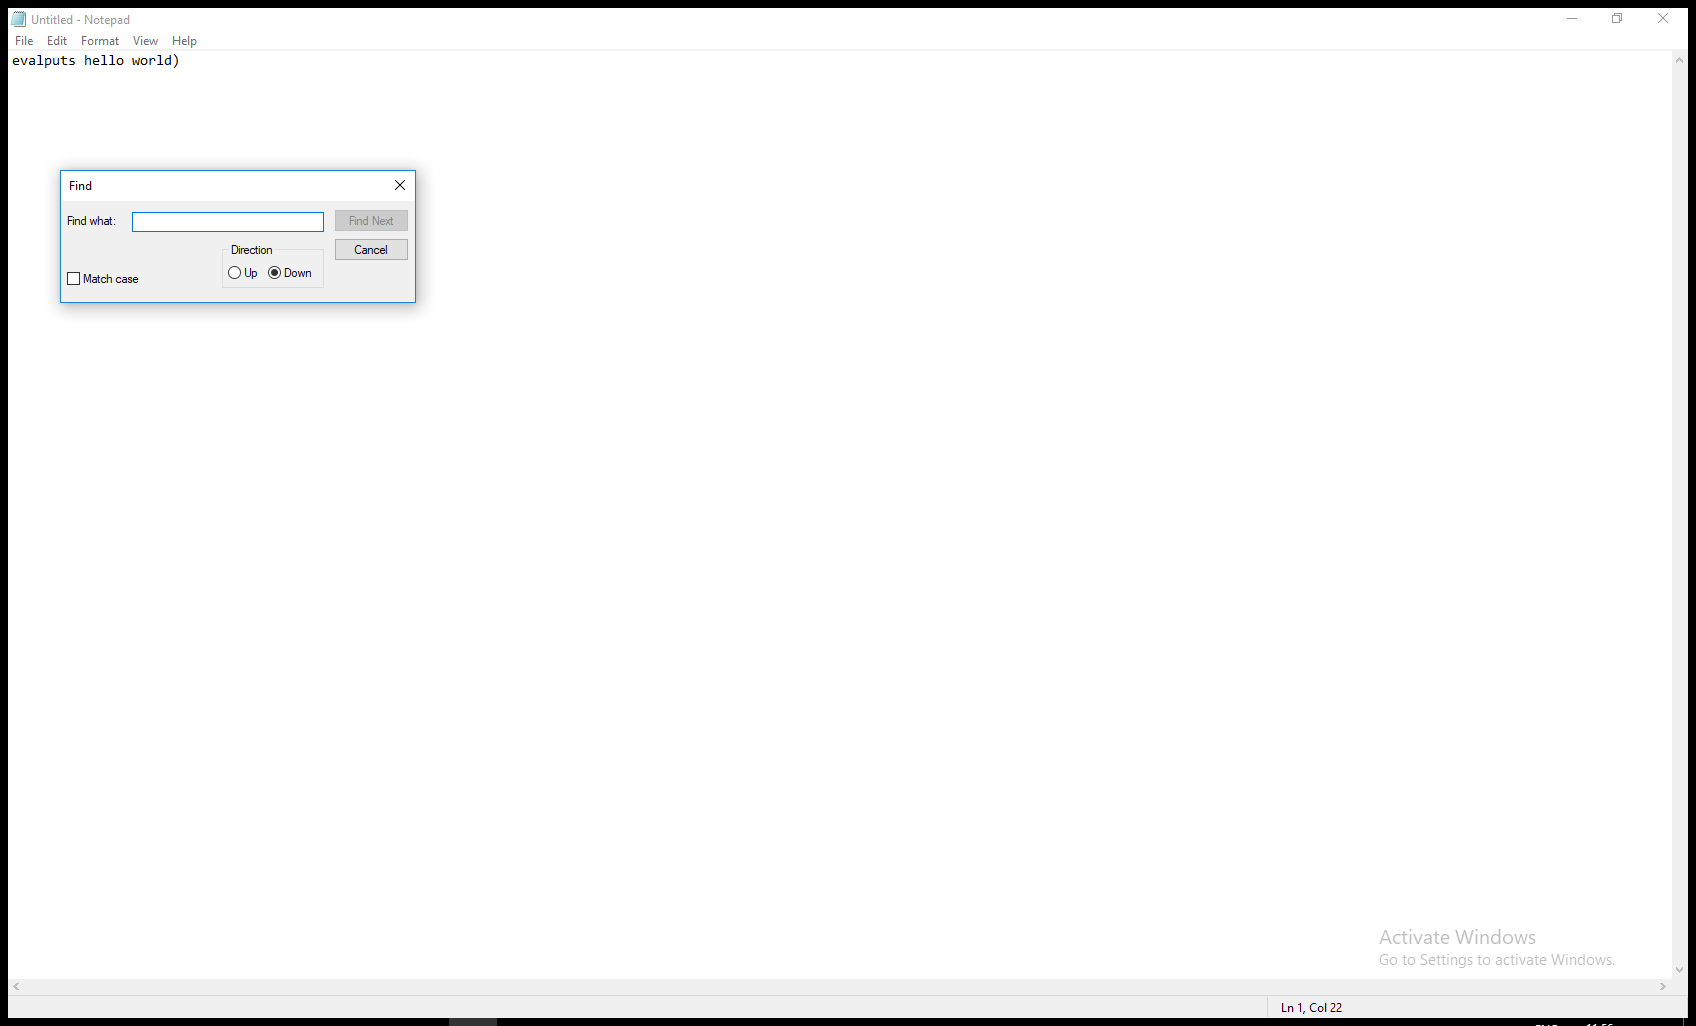 Untitled - Notepad
File Edit Format View Help
evalputs hello world)
Find
Find what:
Find Next
Direction
Cancel
Up Down
Match case
Activate Windows
Go to Settings to activate Windows.
Ln 1, Col 22